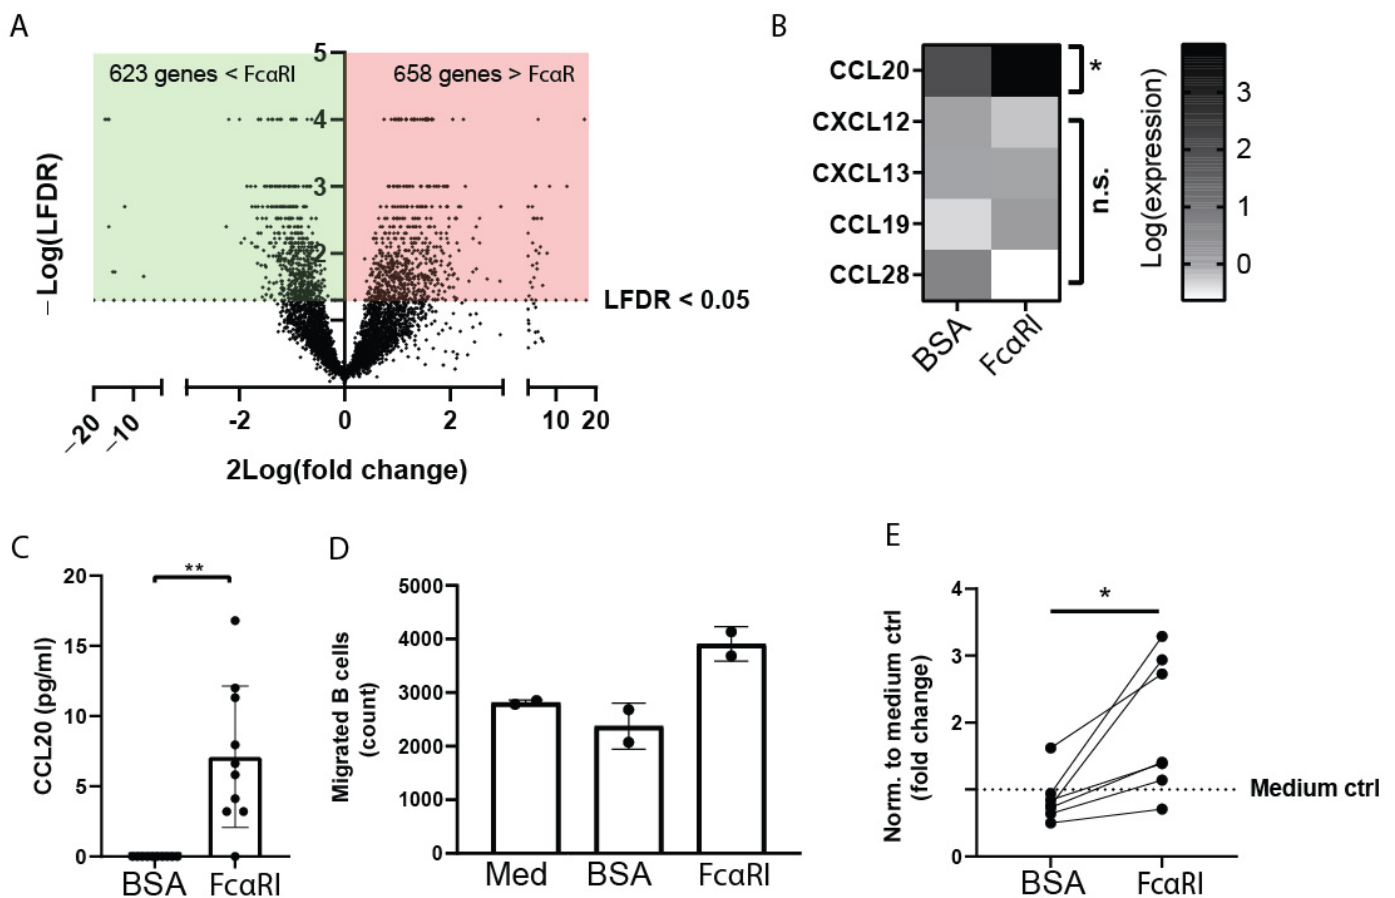 A
623 genes < FcαRI
658 genes > FcαR
5
4
3
2
– Log(LFDR)
LFDR < 0.05
–20
–10
-2
0
2
10
20
2Log(fold change)
B
CCL20
CXCL12
CXCL13
CCL19
CCL28
*
n.s.
BSA
FcαRI
Log(expression)
3
2
1
0
C
**
20
15
10
5
0
CCL20 (pg/ml)
BSA
FcαRI
D
5000
4000
3000
2000
1000
0
Migrated B cells
(count)
Med
BSA
FcαRI
E
*
4
3
2
0
Norm. to medium ctrl
(fold change)
Medium ctrl
BSA
FcαRI